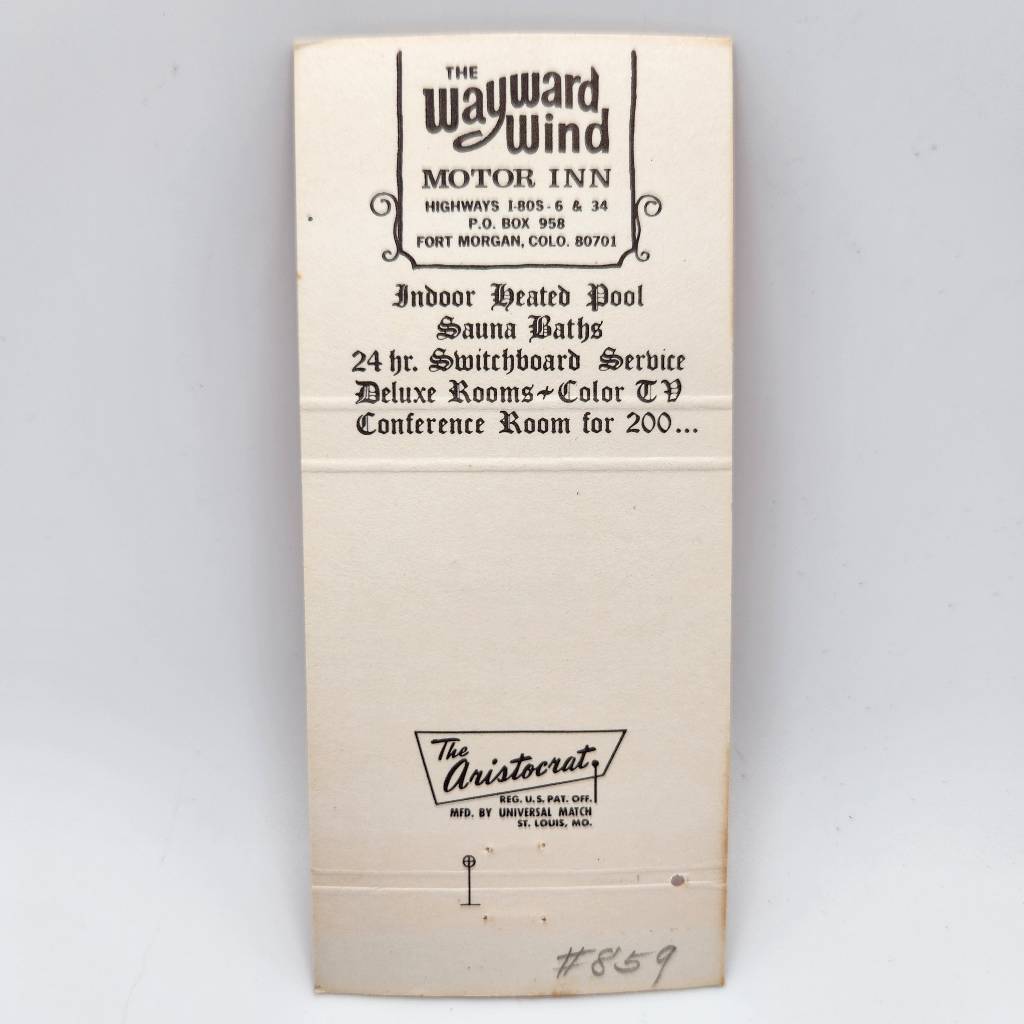 THE
Wayward
Wind
MOTOR INN
HIGHWAYS I-80S - 6 & 34
P.O. BOX 958
FORT MORGAN, COLO. 80701
Indoor Heated Pool
Sauna Baths
24 hr. Switchboard Service
Deluxe Rooms ~ Color TV
Conference Room for 200...
The
Aristocrat
REG. U.S. PAT. OFF.
MFD. BY UNIVERSAL MATCH
ST. LOUIS, MO.
#859